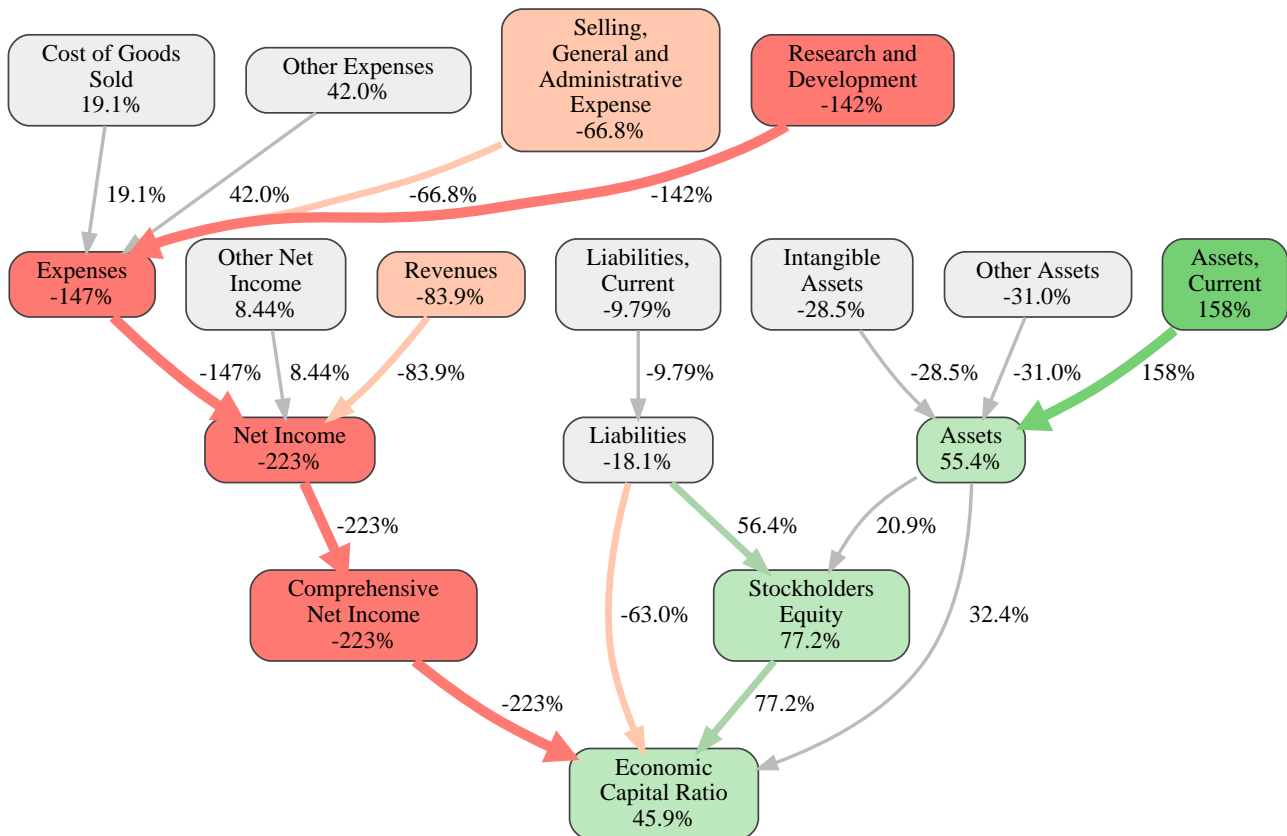 Cost of Goods
Sold
19.1%
Other Expenses
42.0%
Selling,
General and
Administrative
Expense
-66.8%
Research and
Development
-142%
19.1%
42.0%
-66.8%
-142%
Expenses
-147%
Other Net
Income
8.44%
Revenues
-83.9%
Liabilities,
Current
-9.79%
Intangible
Assets
-28.5%
Other Assets
-31.0%
Assets,
Current
158%
-147%
8.44%
-83.9%
-9.79%
-28.5%
-31.0%
158%
Net Income
-223%
Liabilities
-18.1%
Assets
55.4%
-223%
56.4%
20.9%
Comprehensive
Net Income
-223%
-63.0%
Stockholders
Equity
77.2%
32.4%
-223%
77.2%
Economic
Capital Ratio
45.9%